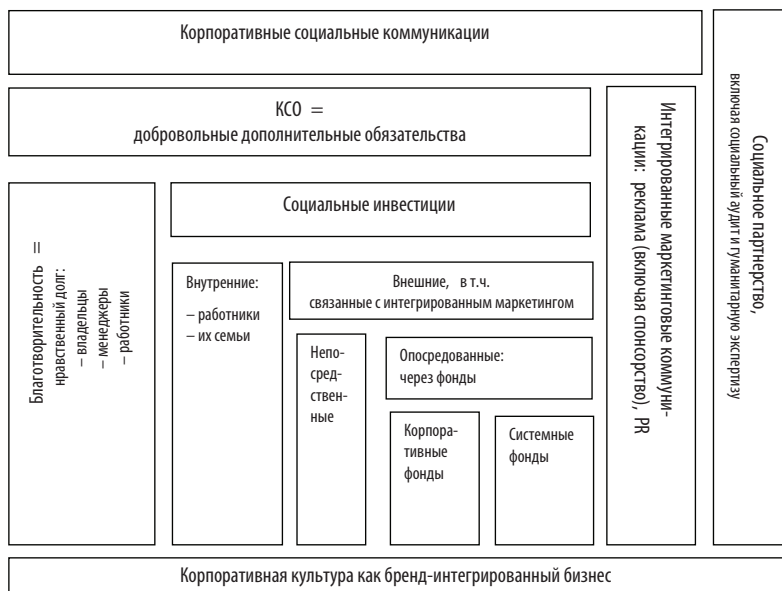 Корпоративные социальные коммуникации
КСО =
добровольные дополнительные обязательства
Благотворительность =
нравственный долг:
– владельцы
– менеджеры
– работники
Социальные инвестиции
Внутренние:
– работники
– их семьи
Внешние, в т.ч.
связанные с интегрированным маркетингом
Непо-
средст-
вен-
ные
Опосредованные:
через фонды
Корпора-
тивные
фонды
Системные
фонды
Интегрированные маркетинговые коммуни-
кации: реклама (включая спонсорство), PR
Социальное партнерство,
включая социальный аудит и гуманитарную экспертизу
Корпоративная культура как бренд-интегрированный бизнес